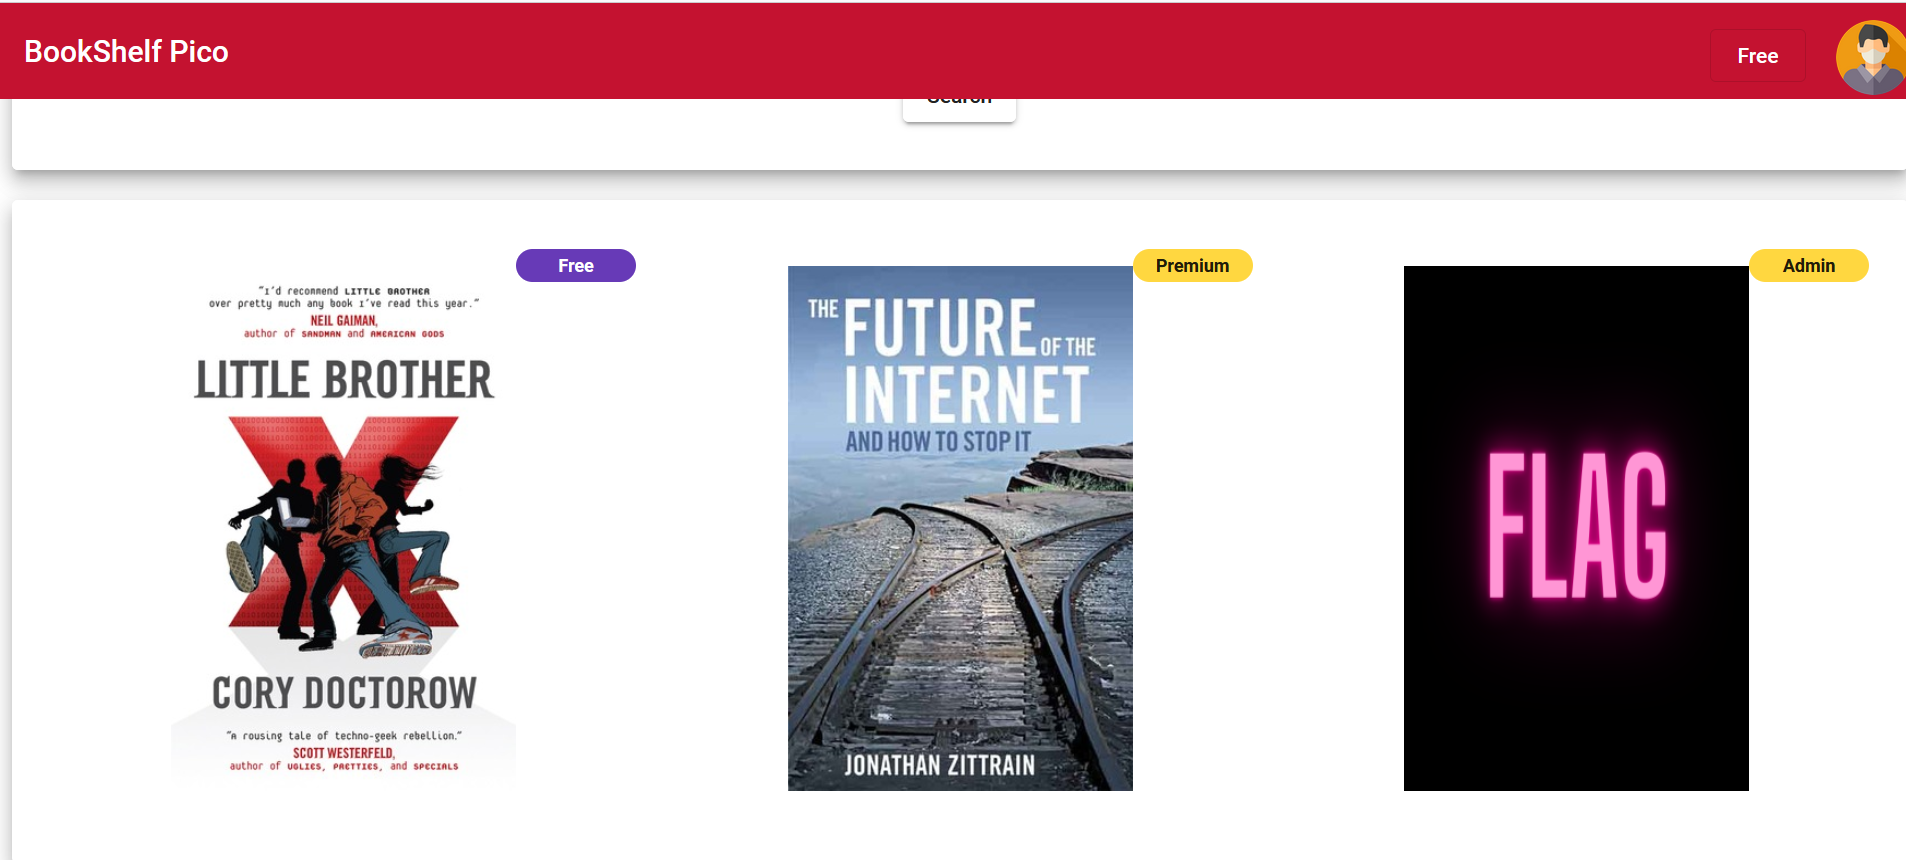 BookShelf Pico
Free
Search
Free
"I'd recommend LITTLE BROTHER
over pretty much any book I've read this year."
NEIL GAIMAN,
author of SANDMAN and AMERICAN GODS
LITTLE BROTHER
CORY DOCTOROW
"A rousing tale of techno-geek rebellion."
SCOTT WESTERFELD,
author of UGLIES, PRETTIES, and SPECIALS
Premium
THE FUTURE OF THE
INTERNET
AND HOW TO STOP IT
JONATHAN ZITTRAIN
Admin
FLAG